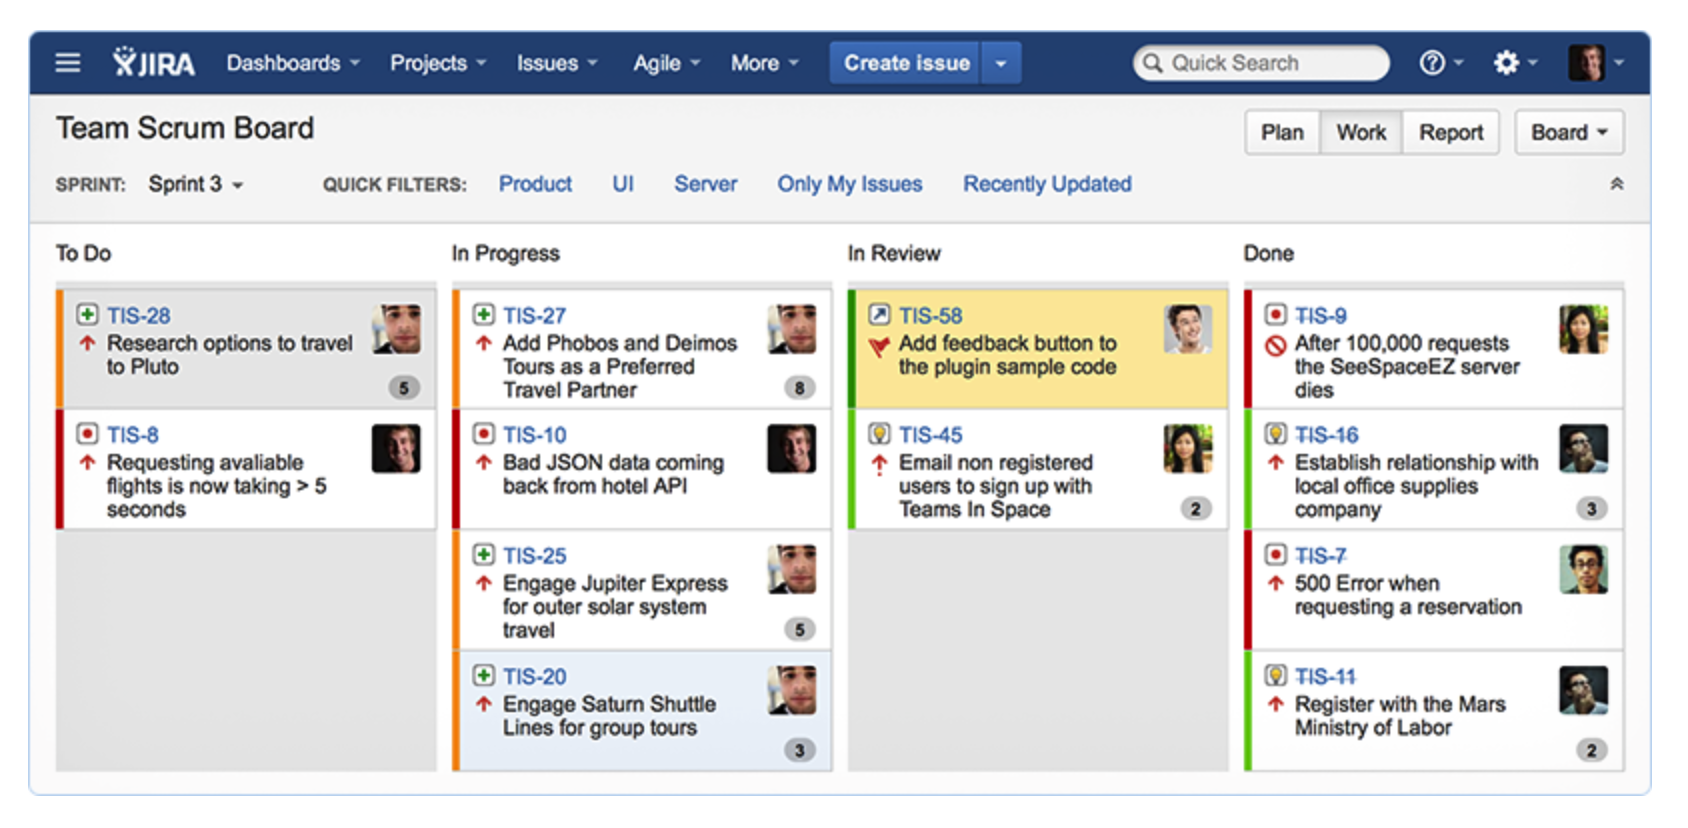 JIRA Dashboards Projects Issues Agile More Create issue Quick Search
Team Scrum Board
Plan Work Report Board
SPRINT: Sprint 3 QUICK FILTERS: Product UI Server Only My Issues Recently Updated
To Do
TIS-28
Research options to travel
to Pluto
5
TIS-8
Requesting avaliable
flights is now taking > 5
seconds
In Progress
TIS-27
Add Phobos and Deimos
Tours as a Preferred
Travel Partner
8
TIS-10
Bad JSON data coming
back from hotel API
TIS-25
Engage Jupiter Express
for outer solar system
travel
5
TIS-20
Engage Saturn Shuttle
Lines for group tours
3
In Review
TIS-58
Add feedback button to
the plugin sample code
TIS-45
Email non registered
users to sign up with
Teams In Space
2
Done
TIS-9
After 100,000 requests
the SeeSpaceEZ server
dies
TIS-16
Establish relationship with
local office supplies
company
3
TIS-7
500 Error when
requesting a reservation
TIS-11
Register with the Mars
Ministry of Labor
2